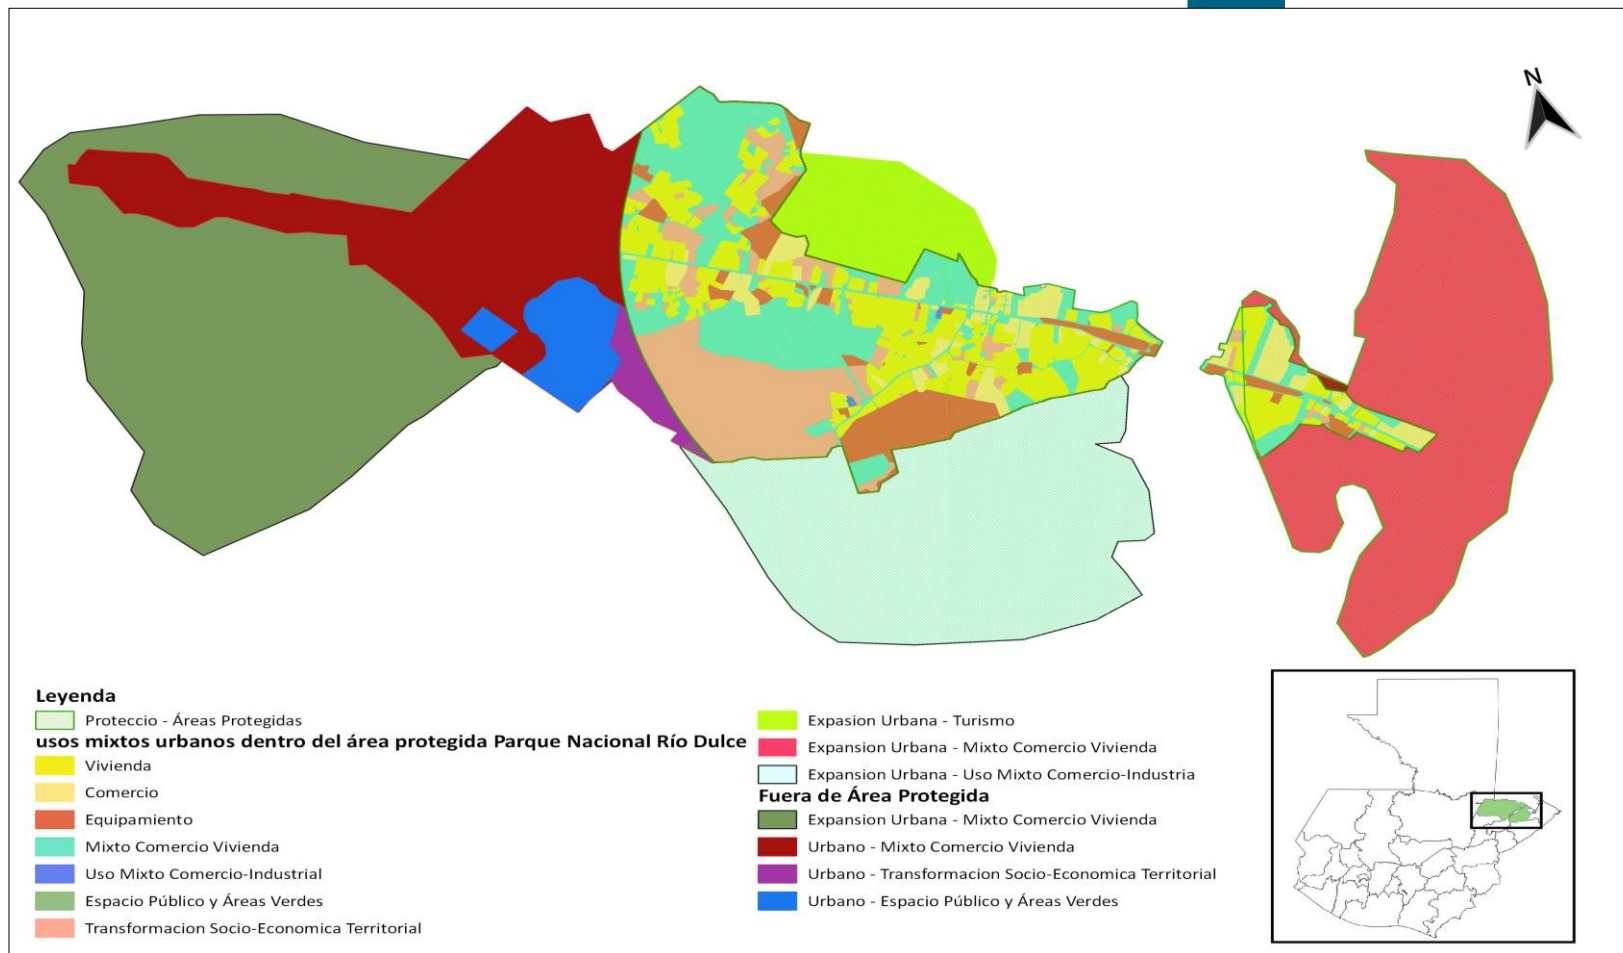 N
Leyenda
Proteccio - Áreas Protegidas
usos mixtos urbanos dentro del área protegida Parque Nacional Río Dulce
Vivienda
Comercio
Equipamiento
Mixto Comercio Vivienda
Uso Mixto Comercio-Industrial
Espacio Público y Áreas Verdes
Transformacion Socio-Economica Territorial
Expasion Urbana - Turismo
Expansion Urbana - Mixto Comercio Vivienda
Expansion Urbana - Uso Mixto Comercio-Industria
Fuera de Área Protegida
Expansion Urbana - Mixto Comercio Vivienda
Urbano - Mixto Comercio Vivienda
Urbano - Transformacion Socio-Economica Territorial
Urbano - Espacio Público y Áreas Verdes